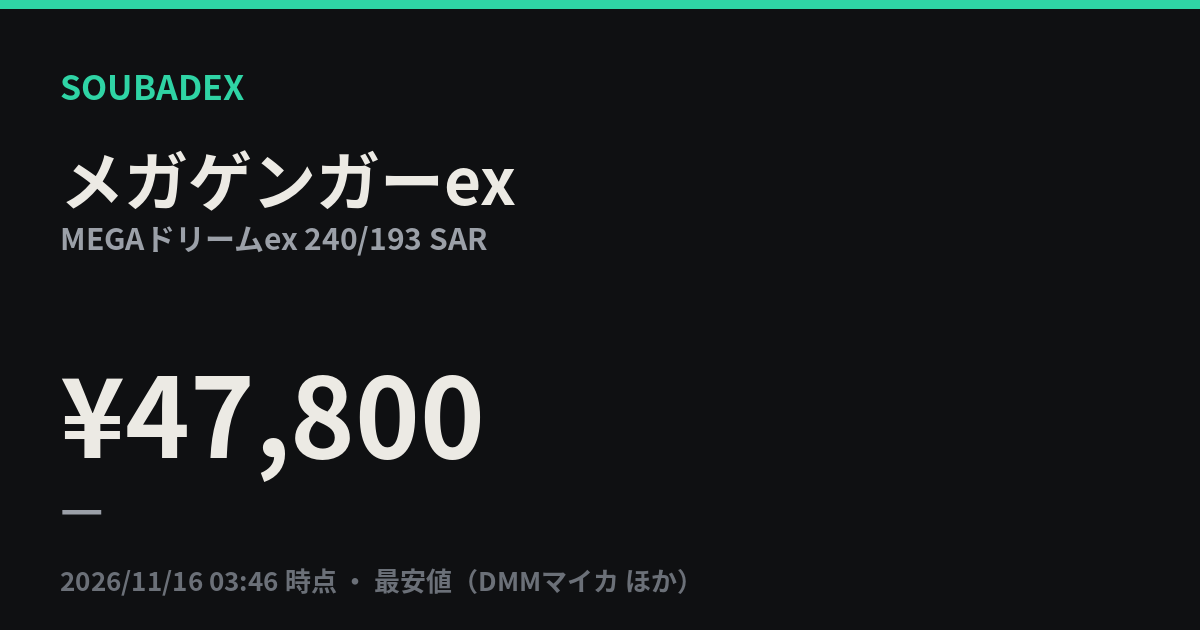 SOUBADEX
メガゲンガーex
MEGAドリームex 240/193 SAR
¥47,800
—
2026/11/16 03:46 時点 ・ 最安値（DMMマイカ ほか）